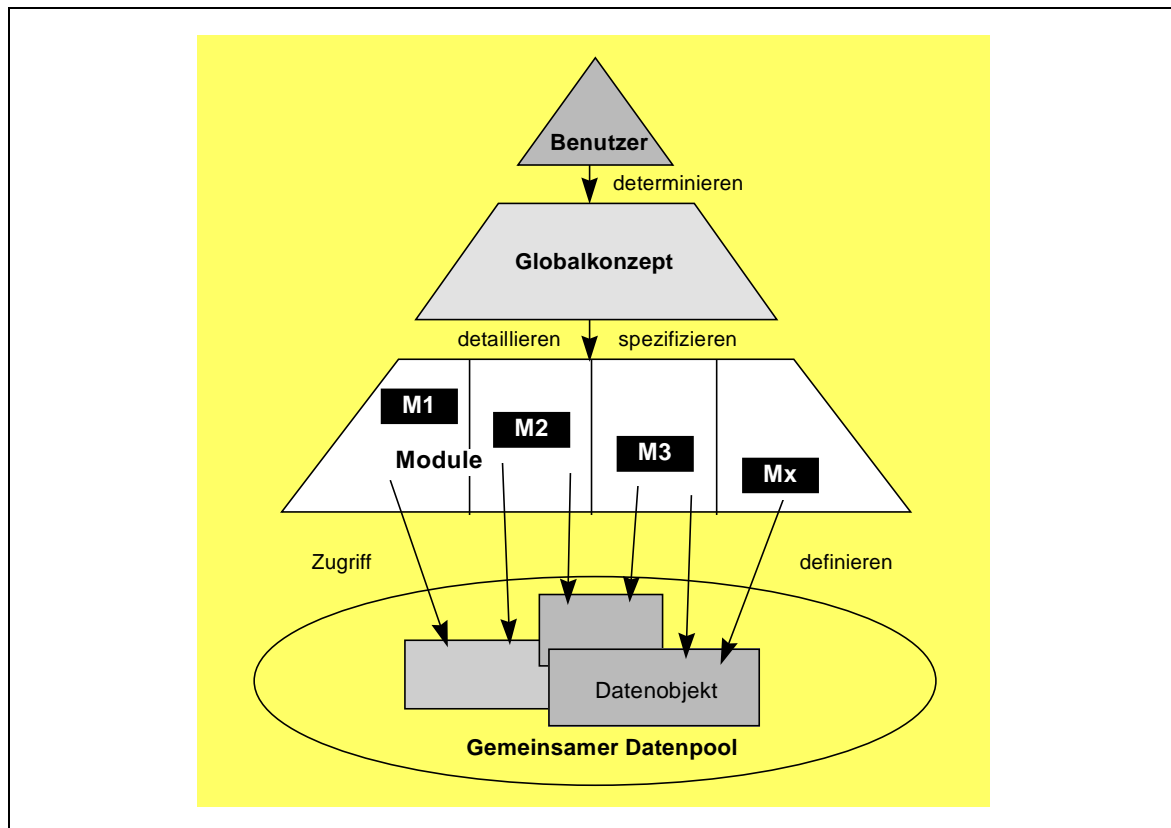 Benutzer
determinieren
Globalkonzept
detaillieren spezifizieren
M1
M2
M3
Module
Mx
Zugriff
definieren
Datenobjekt
Gemeinsamer Datenpool